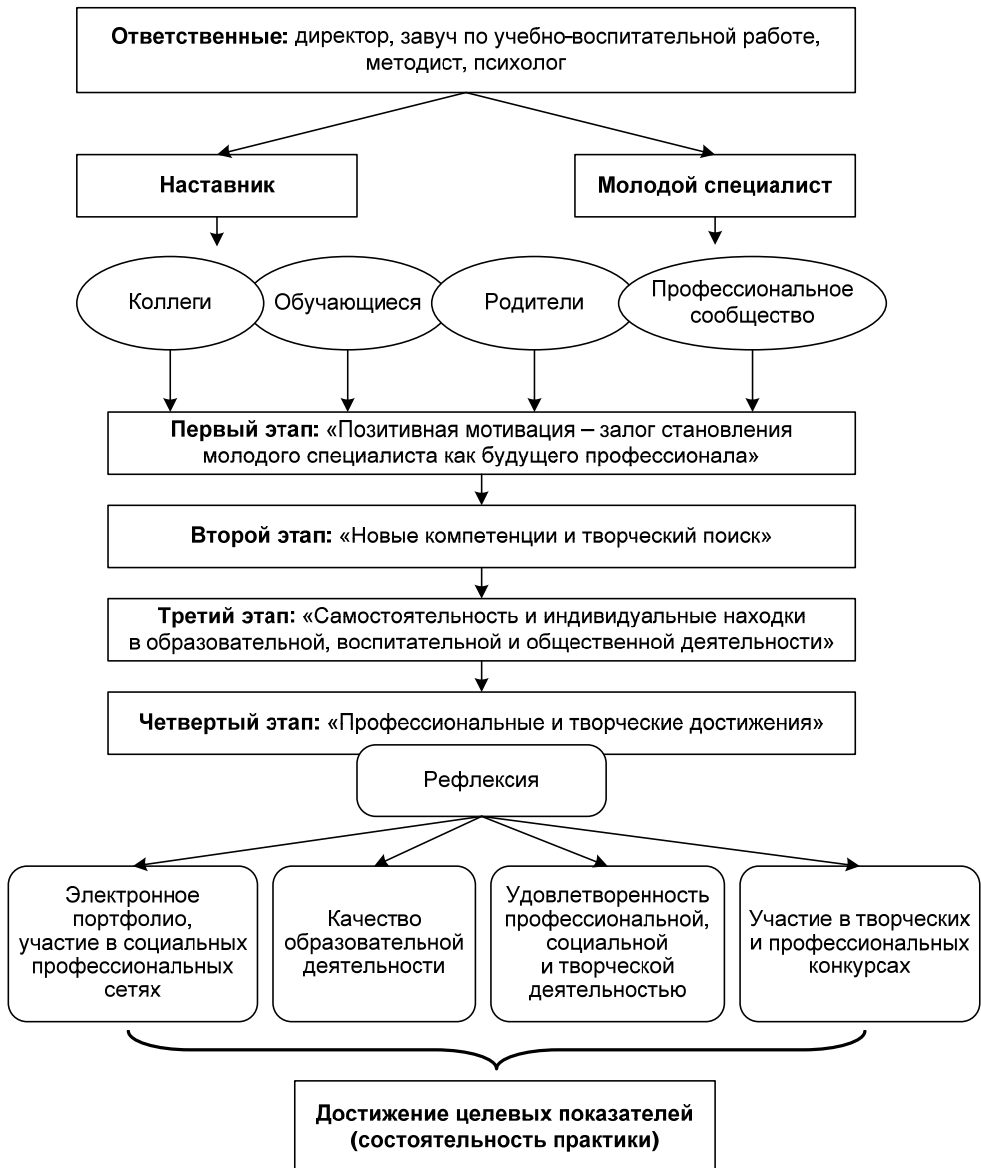 Ответственные: директор, завуч по учебно-воспитательной работе,
методист, психолог
Наставник
Молодой специалист
Коллеги
Обучающиеся
Родители
Профессиональное
сообщество
Первый этап: «Позитивная мотивация – залог становления
молодого специалиста как будущего профессионала»
Второй этап: «Новые компетенции и творческий поиск»
Третий этап: «Самостоятельность и индивидуальные находки
в образовательной, воспитательной и общественной деятельности»
Четвертый этап: «Профессиональные и творческие достижения»
Рефлексия
Электронное
портфолио,
участие в социальных
профессиональных
сетях
Качество
образовательной
деятельности
Удовлетворенность
профессиональной,
социальной
и творческой
деятельностью
Участие в творческих
и профессиональных
конкурсах
Достижение целевых показателей
(состоятельность практики)